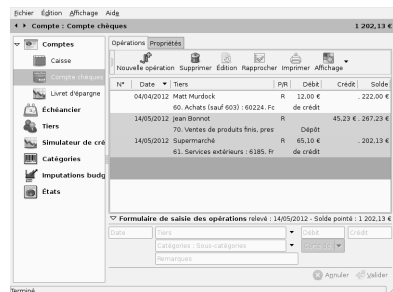 Fichier Affichage Édition Aide
Compte : Compte chèques 1 202,13 €
Comptes
Caisse
Compte chèques
Livret d'épargne
Échéancier
Tiers
Simulateur de cré
Catégories
Imputations budg
États
Opérations Propriétés
Nouvelle opération Supprimer Édition Rapprocher Imprimer Affichage
N° Date Tiers P/R Débit Crédit Solde
04/04/2012 Matt Murdock R 12,00 € . 222,00 €
60. Achats (sauf 603) : 60224. Fc de crédit
14/05/2012 Jean Bonnot R 45,23 € . 267,23 €
70. Ventes de produits finis, pres Dépôt
14/05/2012 Supermarché R 65,10 € . 202,13 €
61. Services extérieurs : 6185. Fr de crédit
Formulaire de saisie des opérations relevé : 14/05/2012 - Solde pointé : 1 202,13 €
Date Tiers Débit Crédit
Catégories : Sous-catégories Carte de
Remarques
Annuler Valider
Terminé